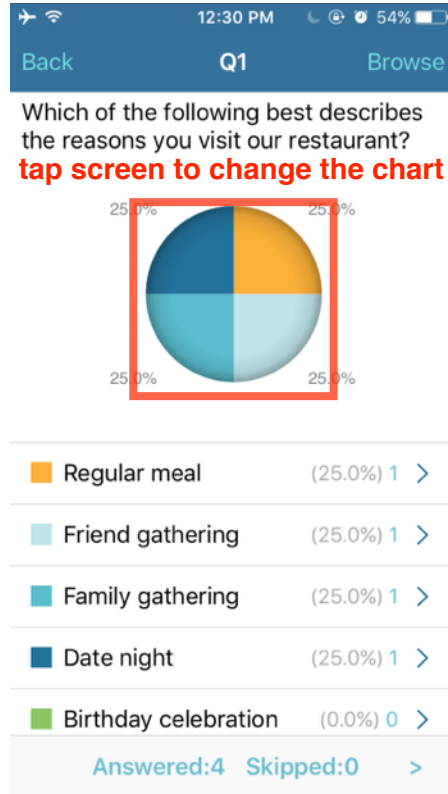 12:30 PM 54%
Back Q1 Browse
Which of the following best describes
the reasons you visit our restaurant?
tap screen to change the chart
25.0% 25.0%
25.0% 25.0%
Regular meal (25.0%) 1 >
Friend gathering (25.0%) 1 >
Family gathering (25.0%) 1 >
Date night (25.0%) 1 >
Birthday celebration (0.0%) 0 >
Answered:4 Skipped:0 >